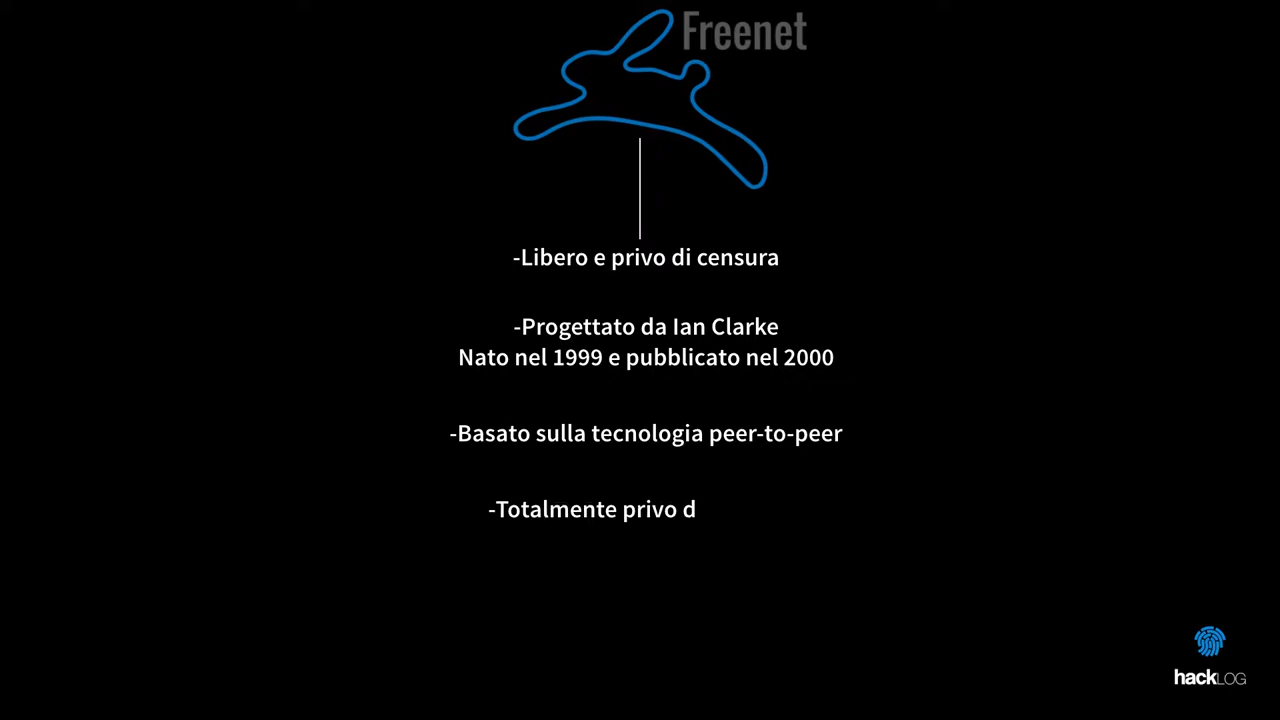 Freenet
-Libero e privo di censura
-Progettato da Ian Clarke
Nato nel 1999 e pubblicato nel 2000
-Basato sulla tecnologia peer-to-peer
-Totalmente privo d
hackLOG